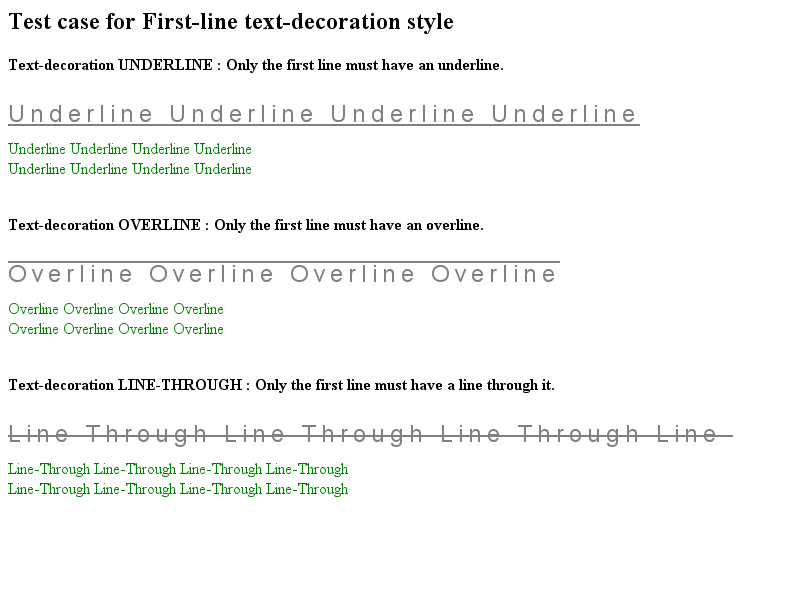 Test case for First-line text-decoration style
Text-decoration UNDERLINE : Only the first line must have an underline.
Underline Underline Underline Underline
Underline Underline Underline Underline
Underline Underline Underline Underline
Text-decoration OVERLINE : Only the first line must have an overline.
Overline Overline Overline Overline
Overline Overline Overline Overline
Overline Overline Overline Overline
Text-decoration LINE-THROUGH : Only the first line must have a line through it.
Line Through Line Through Line Through Line
Line-Through Line-Through Line-Through Line-Through
Line-Through Line-Through Line-Through Line-Through